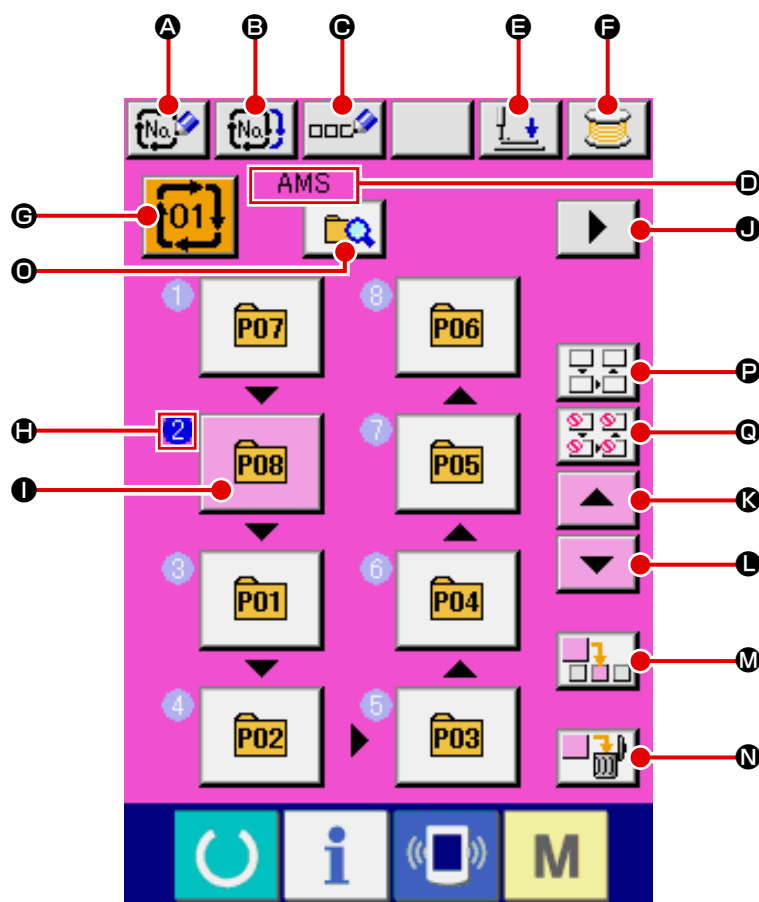 A B C E F
No. No.
AMS D
G 01 J
O
1 P07 8 P06
P
H 2 P08 7 P05 Q
I K
3 P01 6 P04 L
M
4 P02 5 P03 N
i M